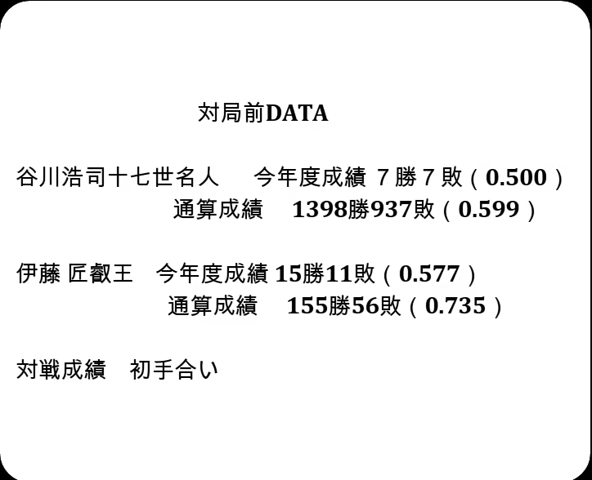 対局前DATA
谷川浩司十七世名人 今年度成績 7勝7敗(0.500)
通算成績 1398勝937敗(0.599)
伊藤 匠叡王 今年度成績 15勝11敗(0.577)
通算成績 155勝56敗(0.735)
対戦成績 初手合い